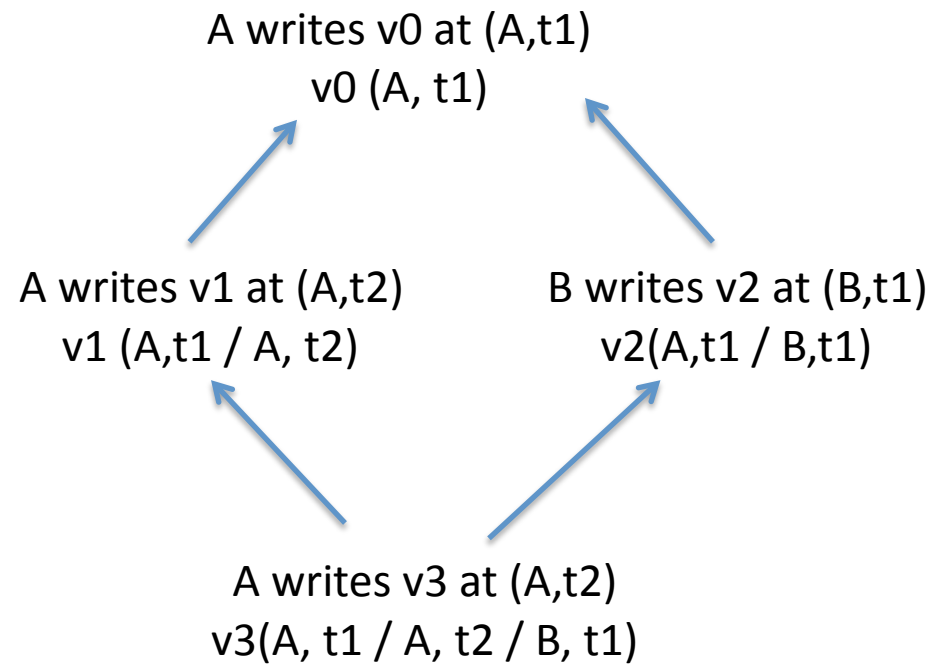 A writes v0 at (A,t1)
v0 (A, t1)
A writes v1 at (A,t2)
v1 (A,t1 / A, t2)
B writes v2 at (B,t1)
v2(A,t1 / B,t1)
A writes v3 at (A,t2)
v3(A, t1 / A, t2 / B, t1)